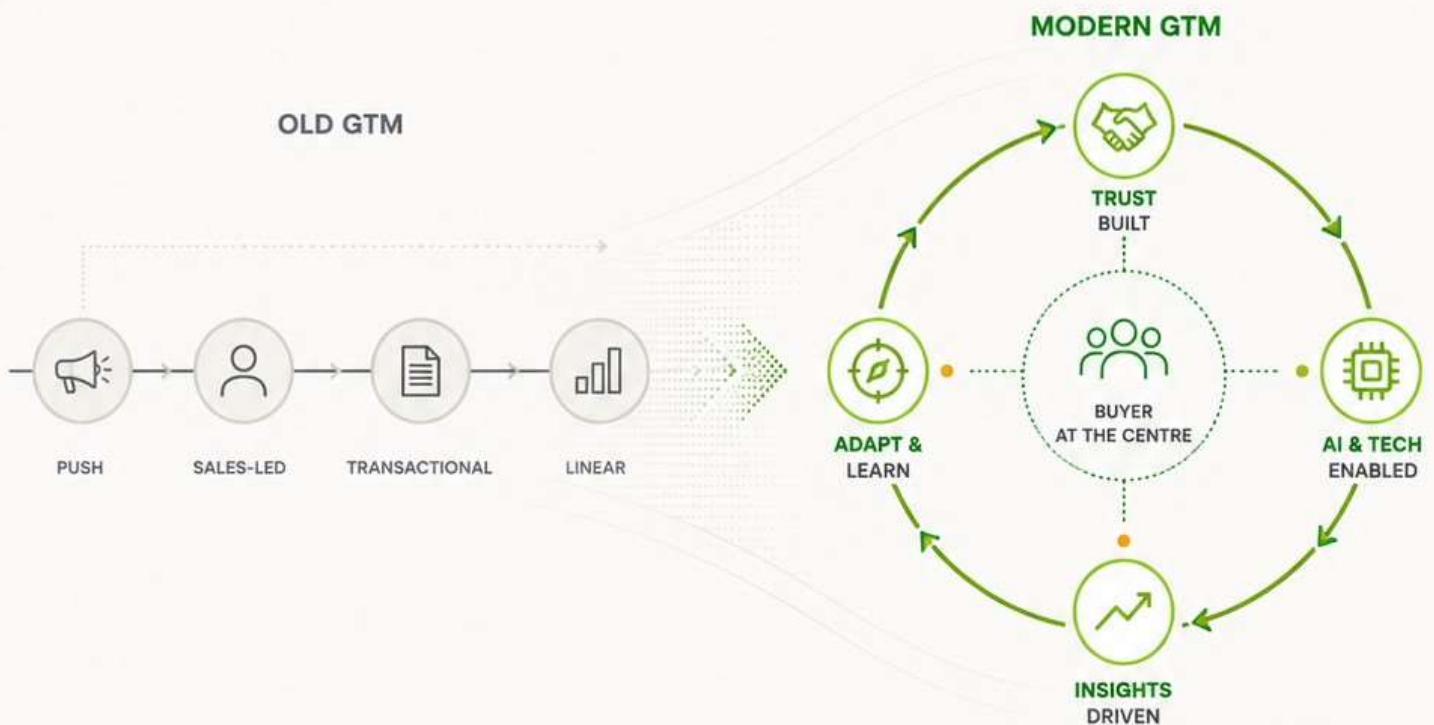 OLD GTM
PUSH
SALES-LED
TRANSACTIONAL
LINEAR
MODERN GTM
TRUST
BUILT
ADAPT &
LEARN
BUYER
AT THE CENTRE
AI & TECH
ENABLED
INSIGHTS
DRIVEN